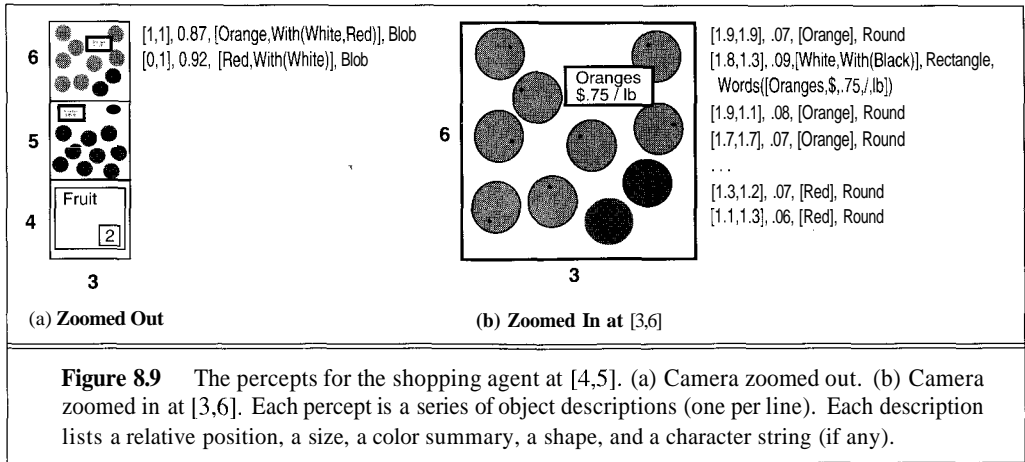 6
5
4
3
Fruit
2
[1,1], 0.87, [Orange,With(White,Red)], Blob
[0,1], 0.92, [Red,With(White)], Blob
(a) Zoomed Out
6
3
Oranges
$.75 / lb
[1.9,1.9], .07, [Orange], Round
[1.8,1.3], .09,[White,With(Black)], Rectangle,
Words([Oranges,$,.75,/,lb])
[1.9,1.1], .08, [Orange], Round
[1.7,1.7], .07, [Orange], Round
. . .
[1.3,1.2], .07, [Red], Round
[1.1,1.3], .06, [Red], Round
(b) Zoomed In at [3,6]
Figure 8.9 The percepts for the shopping agent at [4,5]. (a) Camera zoomed out. (b) Camera
zoomed in at [3,6]. Each percept is a series of object descriptions (one per line). Each description
lists a relative position, a size, a color summary, a shape, and a character string (if any).